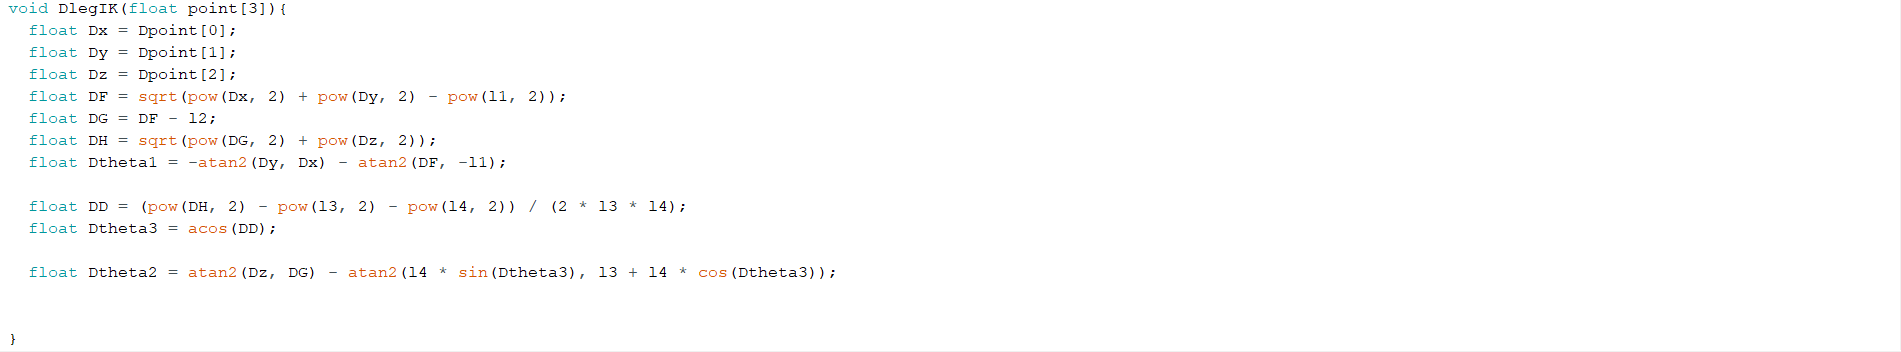 void DlegIK(float point[3]){
  float Dx = Dpoint[0];
  float Dy = Dpoint[1];
  float Dz = Dpoint[2];
  float DF = sqrt(pow(Dx, 2) + pow(Dy, 2) - pow(l1, 2));
  float DG = DF - l2;
  float DH = sqrt(pow(DG, 2) + pow(Dz, 2));
  float Dtheta1 = -atan2(Dy, Dx) - atan2(DF, -l1);
  float DD = (pow(DH, 2) - pow(l3, 2) - pow(l4, 2)) / (2 * l3 * l4);
  float Dtheta3 = acos(DD);
  float Dtheta2 = atan2(Dz, DG) - atan2(l4 * sin(Dtheta3), l3 + l4 * cos(Dtheta3));
}